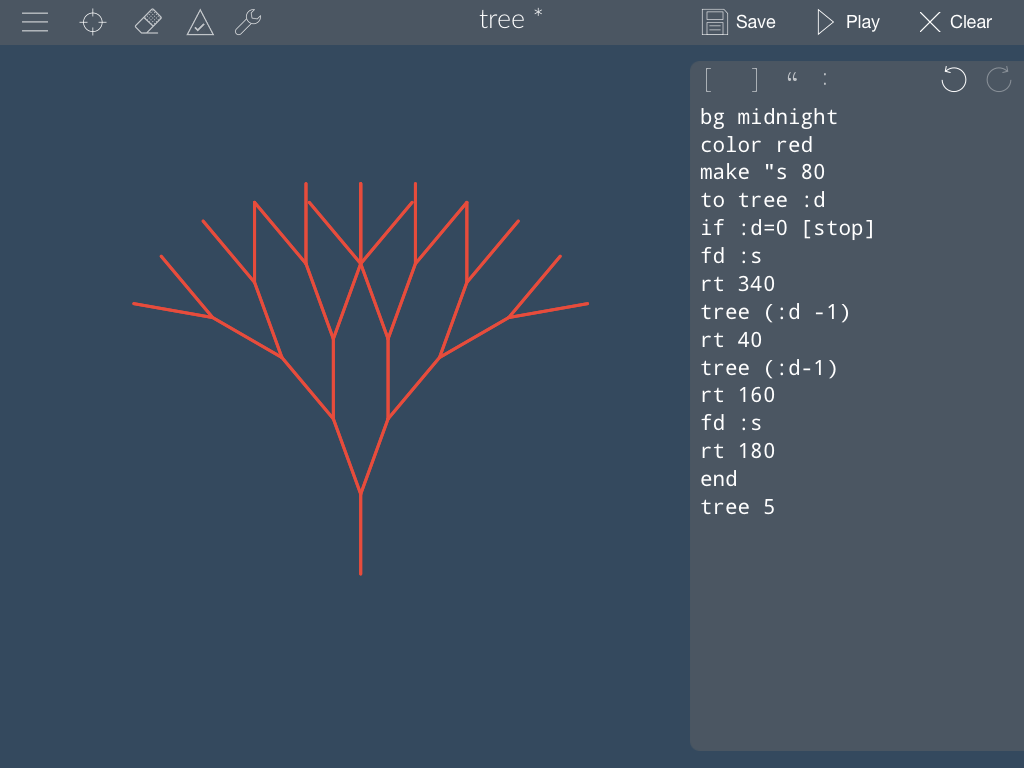 tree *
Save
Play
Clear
[ ] “ :
bg midnight
color red
make "s 80
to tree :d
if :d=0 [stop]
fd :s
rt 340
tree (:d -1)
rt 40
tree (:d-1)
rt 160
fd :s
rt 180
end
tree 5